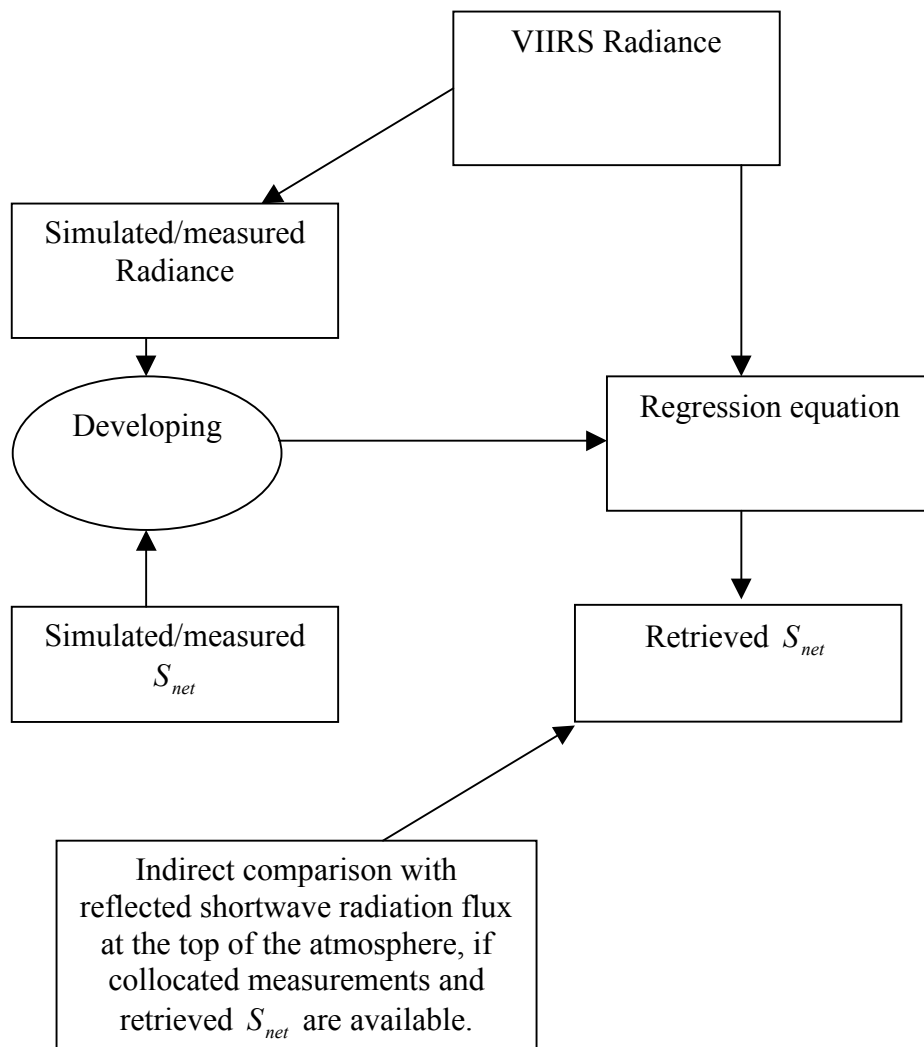 VIIRS Radiance
Simulated/measured
Radiance
Developing
Regression equation
Simulated/measured
S_net
Retrieved S_net
Indirect comparison with
reflected shortwave radiation flux
at the top of the atmosphere, if
collocated measurements and
retrieved S_net are available.